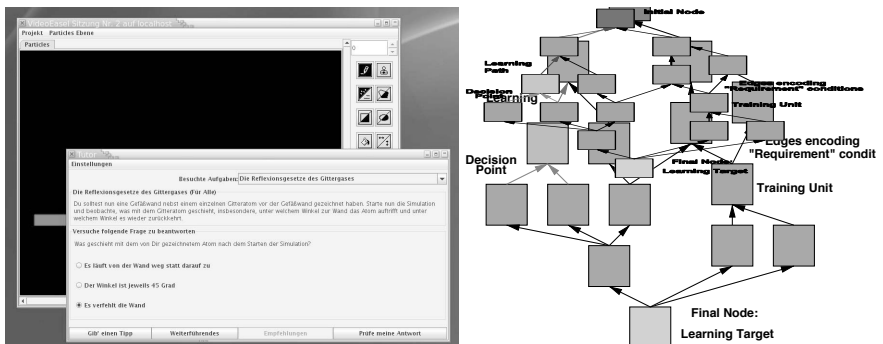 VideoEasel Sitzung Nr. 2 auf localhost
Projekt Particles Ebene
Particles
0
Tutor
Einstellungen
Besuchte Aufgaben: Die Reflexionsgesetze des Gittergases
Die Reflexionsgesetze des Gittergases (Für Alle)
Du solltest nun eine Gefäßwand nebst einem einzelnen Gitteratom vor der Gefäßwand gezeichnet haben. Starte nun die Simulation
und beobachte, was mit dem Gitteratom geschieht, insbesondere, unter welchem Winkel zur Wand das Atom auftrifft und unter
welchem Winkel es wieder zurückkehrt.
Versuche folgende Frage zu beantworten
Was geschieht mit dem von Dir gezeichnetem Atom nach dem Starten der Simulation?
Es läuft von der Wand weg statt darauf zu
Der Winkel ist jeweils 45 Grad
Es verfehlt die Wand
Gib' einen Tipp
Weiterführendes
Empfehlungen
Prüfe meine Antwort
Initial Node
Learning
Path
Edges encoding
"Requirement" conditions
Decision
Point
Learning
Training Unit
Edges encoding
"Requirement" condit
Decision
Point
Final Node:
Learning Target
Training Unit
Final Node:
Learning Target